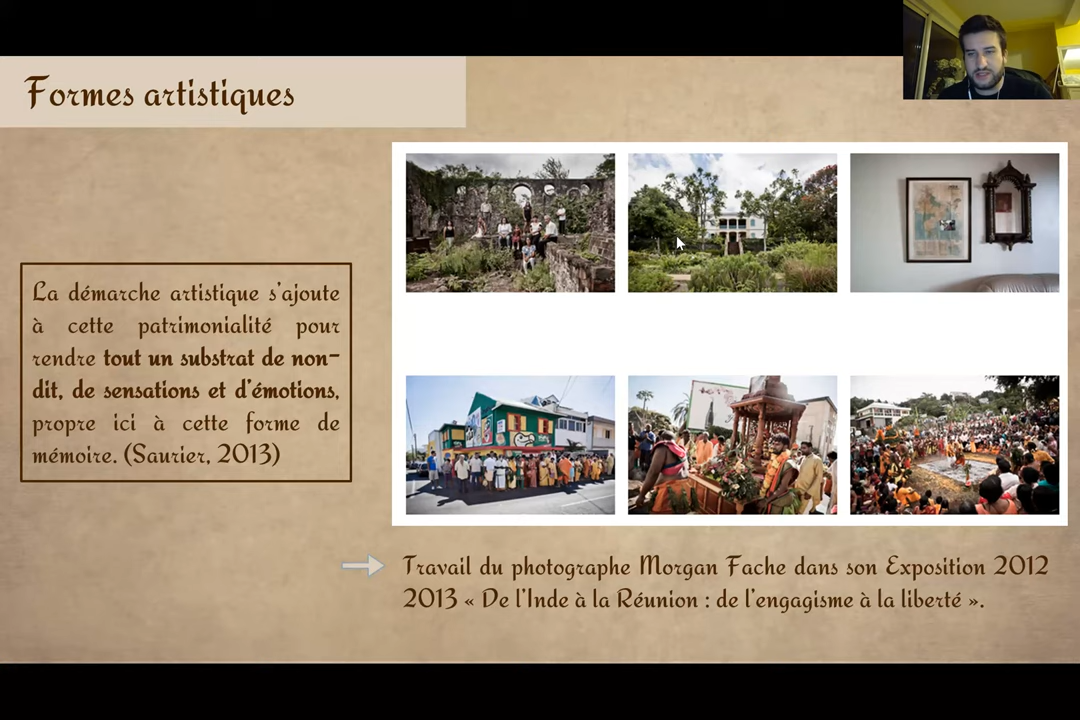 Formes artistiques
La démarche artistique s'ajoute
à cette patrimonialité pour
rendre tout un substrat de non-
dit, de sensations et d'émotions,
propre ici à cette forme de
mémoire. (Saurier, 2013)
Travail du photographe Morgan Fache dans son Exposition 2012
2013 « De l'Inde à la Réunion : de l'engagisme à la liberté ».